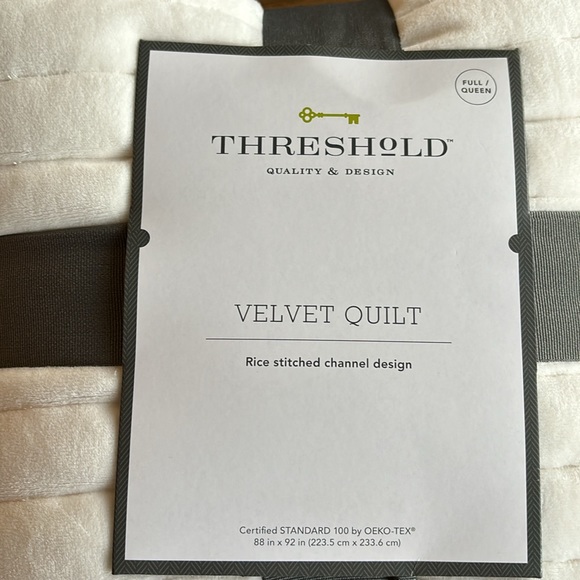 FULL /
QUEEN
THRESHOLD™
QUALITY & DESIGN
VELVET QUILT
Rice stitched channel design
Certified STANDARD 100 by OEKO-TEX®
88 in x 92 in (223.5 cm x 233.6 cm)